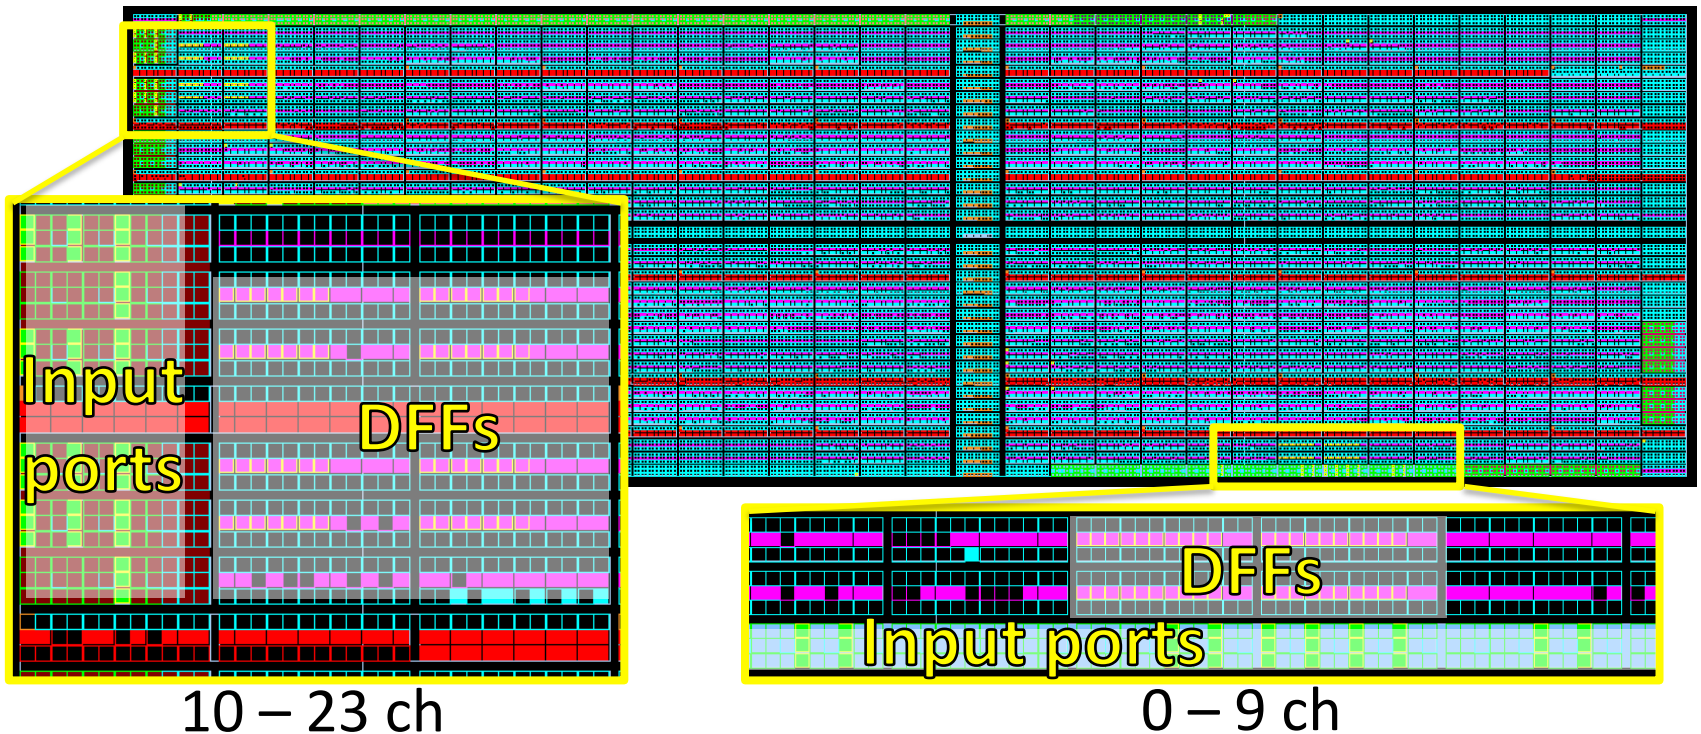 Input
ports
DFFs
DFFs
Input ports
10 – 23 ch
0 – 9 ch